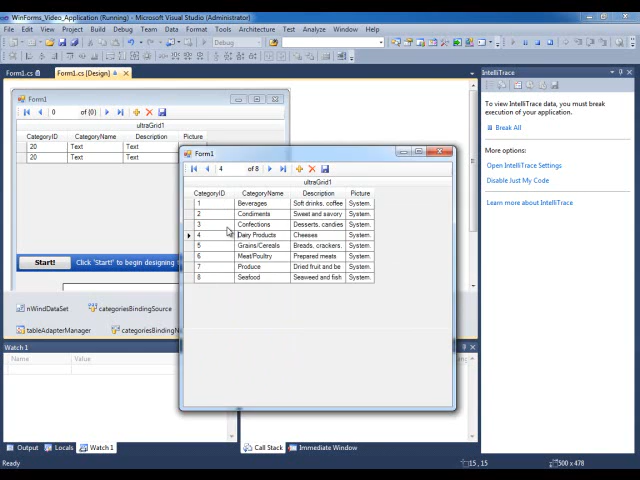 WinForms_Video_Application (Running) - Microsoft Visual Studio (Administrator)
File Edit View Project Build Debug Team Data Format Tools Architecture Test Analyze Window Help
Debug
Form1.cs Form1.cs [Design]
Form1
0 of {0}
ultraGrid1
CategoryID CategoryName Description Picture
20 Text Text
20 Text Text
Start! Click 'Start!' to begin designing
nWindDataSet categoriesBindingSource
tableAdapterManager categoriesBindingN
Form1
4 of 8
ultraGrid1
CategoryID CategoryName Description Picture
1 Beverages Soft drinks, coffee System.
2 Condiments Sweet and savory System.
3 Confections Desserts, candies System.
4 Dairy Products Cheeses System.
5 Grains/Cereals Breads, crackers. System.
6 Meat/Poultry Prepared meats System.
7 Produce Dried fruit and be System.
8 Seafood Seaweed and fish System.
IntelliTrace
To view IntelliTrace data, you must break
execution of your application.
Break All
Open IntelliTrace Settings
Disable Just My Code
Learn more about IntelliTrace
Watch 1
Name Value
Output Locals Watch 1
Call Stack Immediate Window
Ready
15, 15 500 x 478